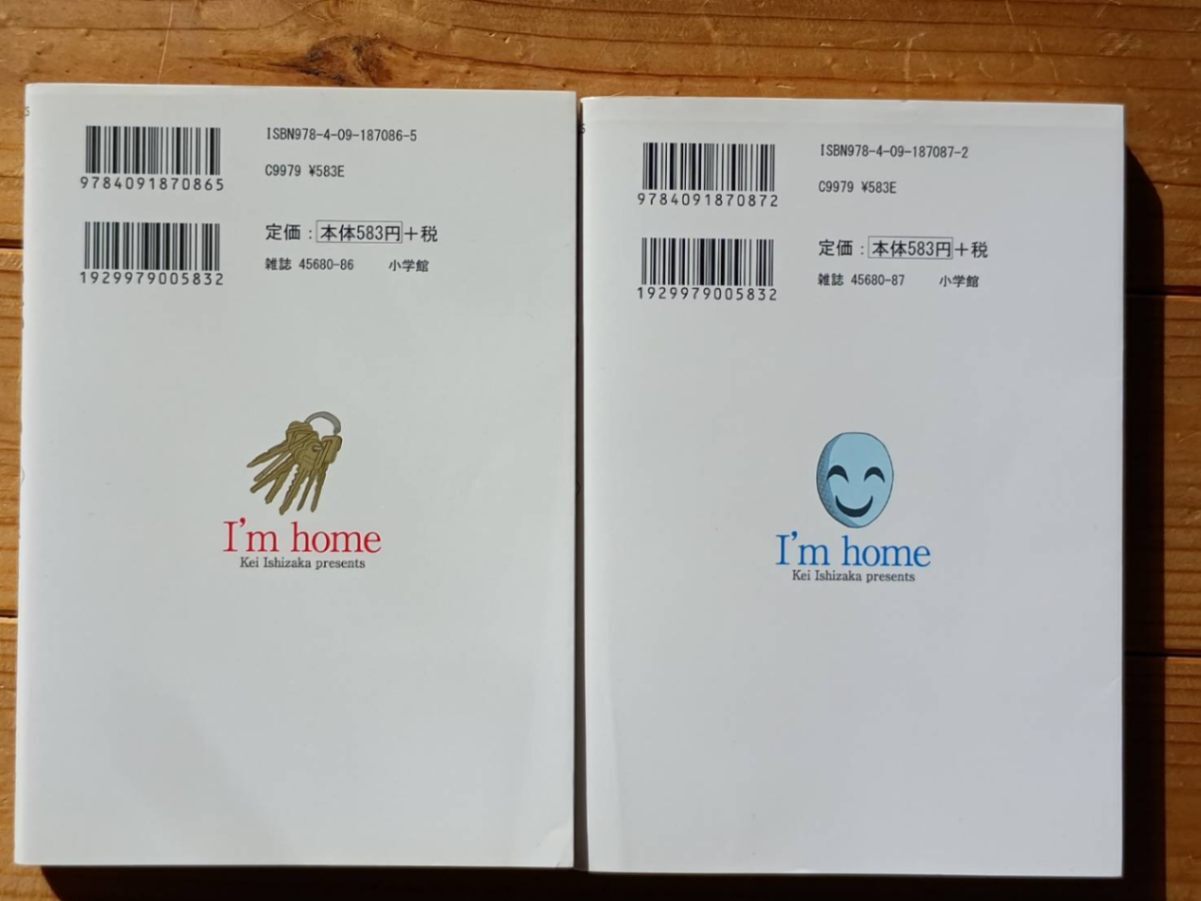 ISBN978-4-09-187086-5
9784091870865
C9979 ¥583E
定価：本体583円+税
1929979005832
雑誌 45680-86 小学館
I'm home
Kei Ishizaka presents
ISBN978-4-09-187087-2
9784091870872
C9979 ¥583E
定価：本体583円+税
1929979005832
雑誌 45680-87 小学館
I'm home
Kei Ishizaka presents